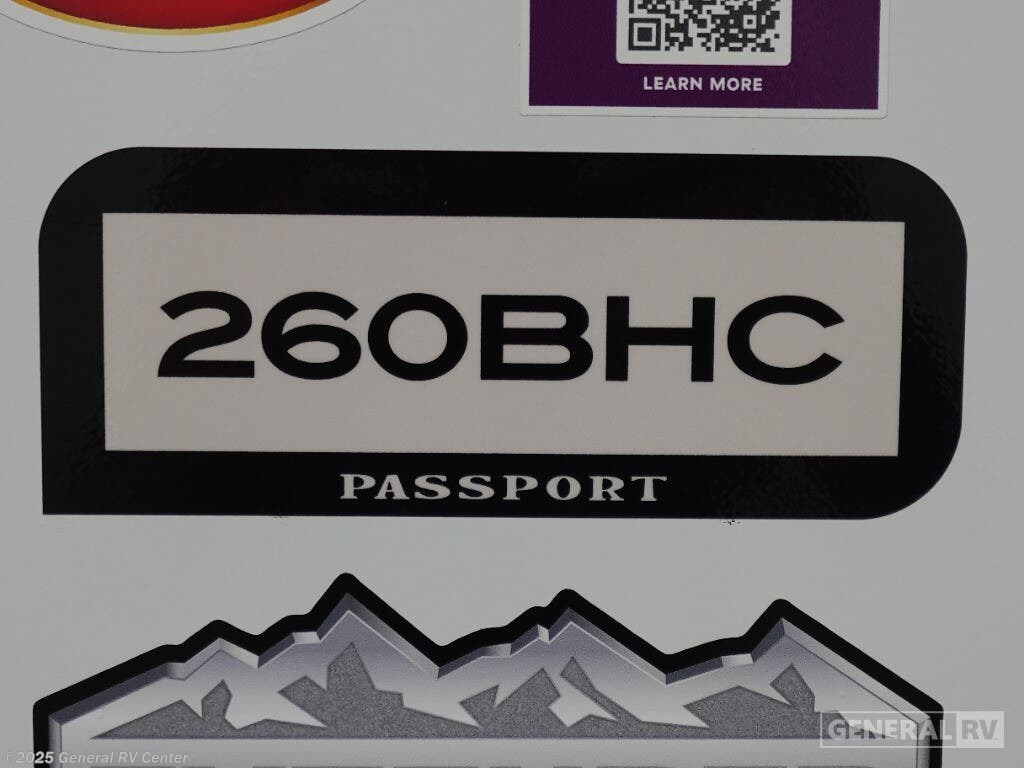 LEARN MORE
260BHC
PASSPORT
GENERAL RV
©2025 General RV Center